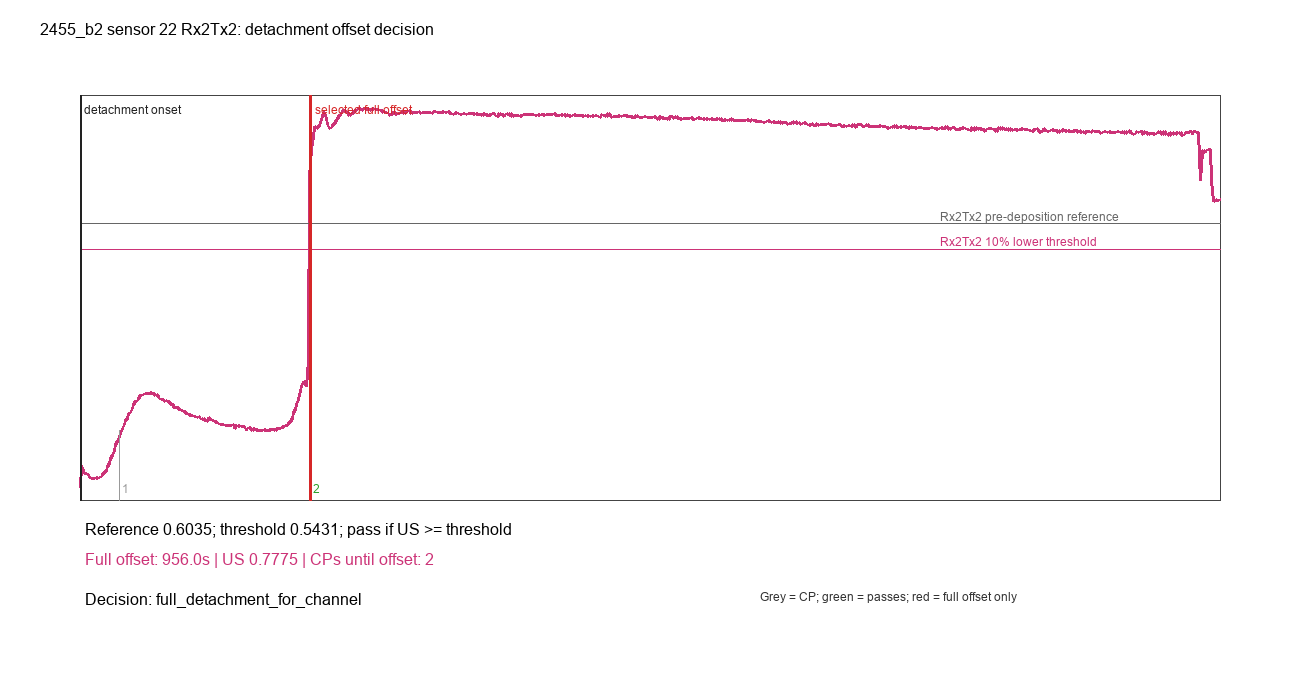 2455_b2 sensor 22 Rx2Tx2: detachment offset decision
detachment onset
selected full offset
Rx2Tx2 pre-deposition reference
Rx2Tx2 10% lower threshold
1
2
Reference 0.6035; threshold 0.5431; pass if US >= threshold
Full offset: 956.0s | US 0.7775 | CPs until offset: 2
Decision: full_detachment_for_channel
Grey = CP; green = passes; red = full offset only